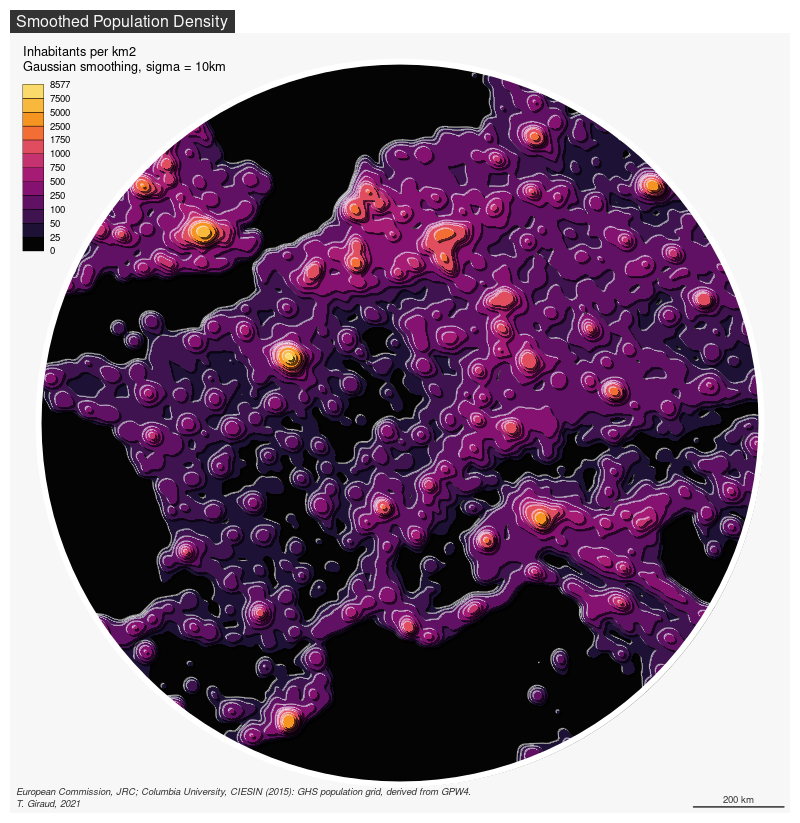 Smoothed Population Density
Inhabitants per km2
Gaussian smoothing, sigma = 10km
8577
7500
5000
2500
1750
1000
750
500
250
100
50
25
0
European Commission, JRC; Columbia University, CIESIN (2015): GHS population grid, derived from GPW4.
T. Giraud, 2021
200 km